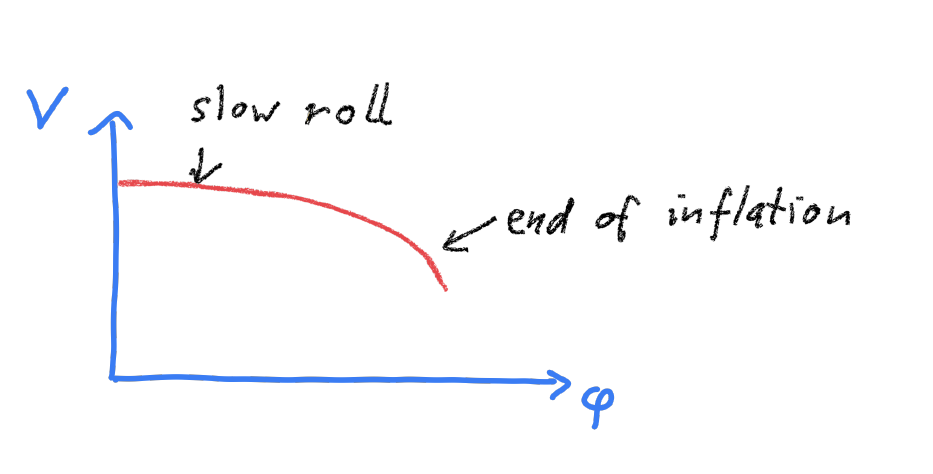 V
slow roll
end of inflation
φ